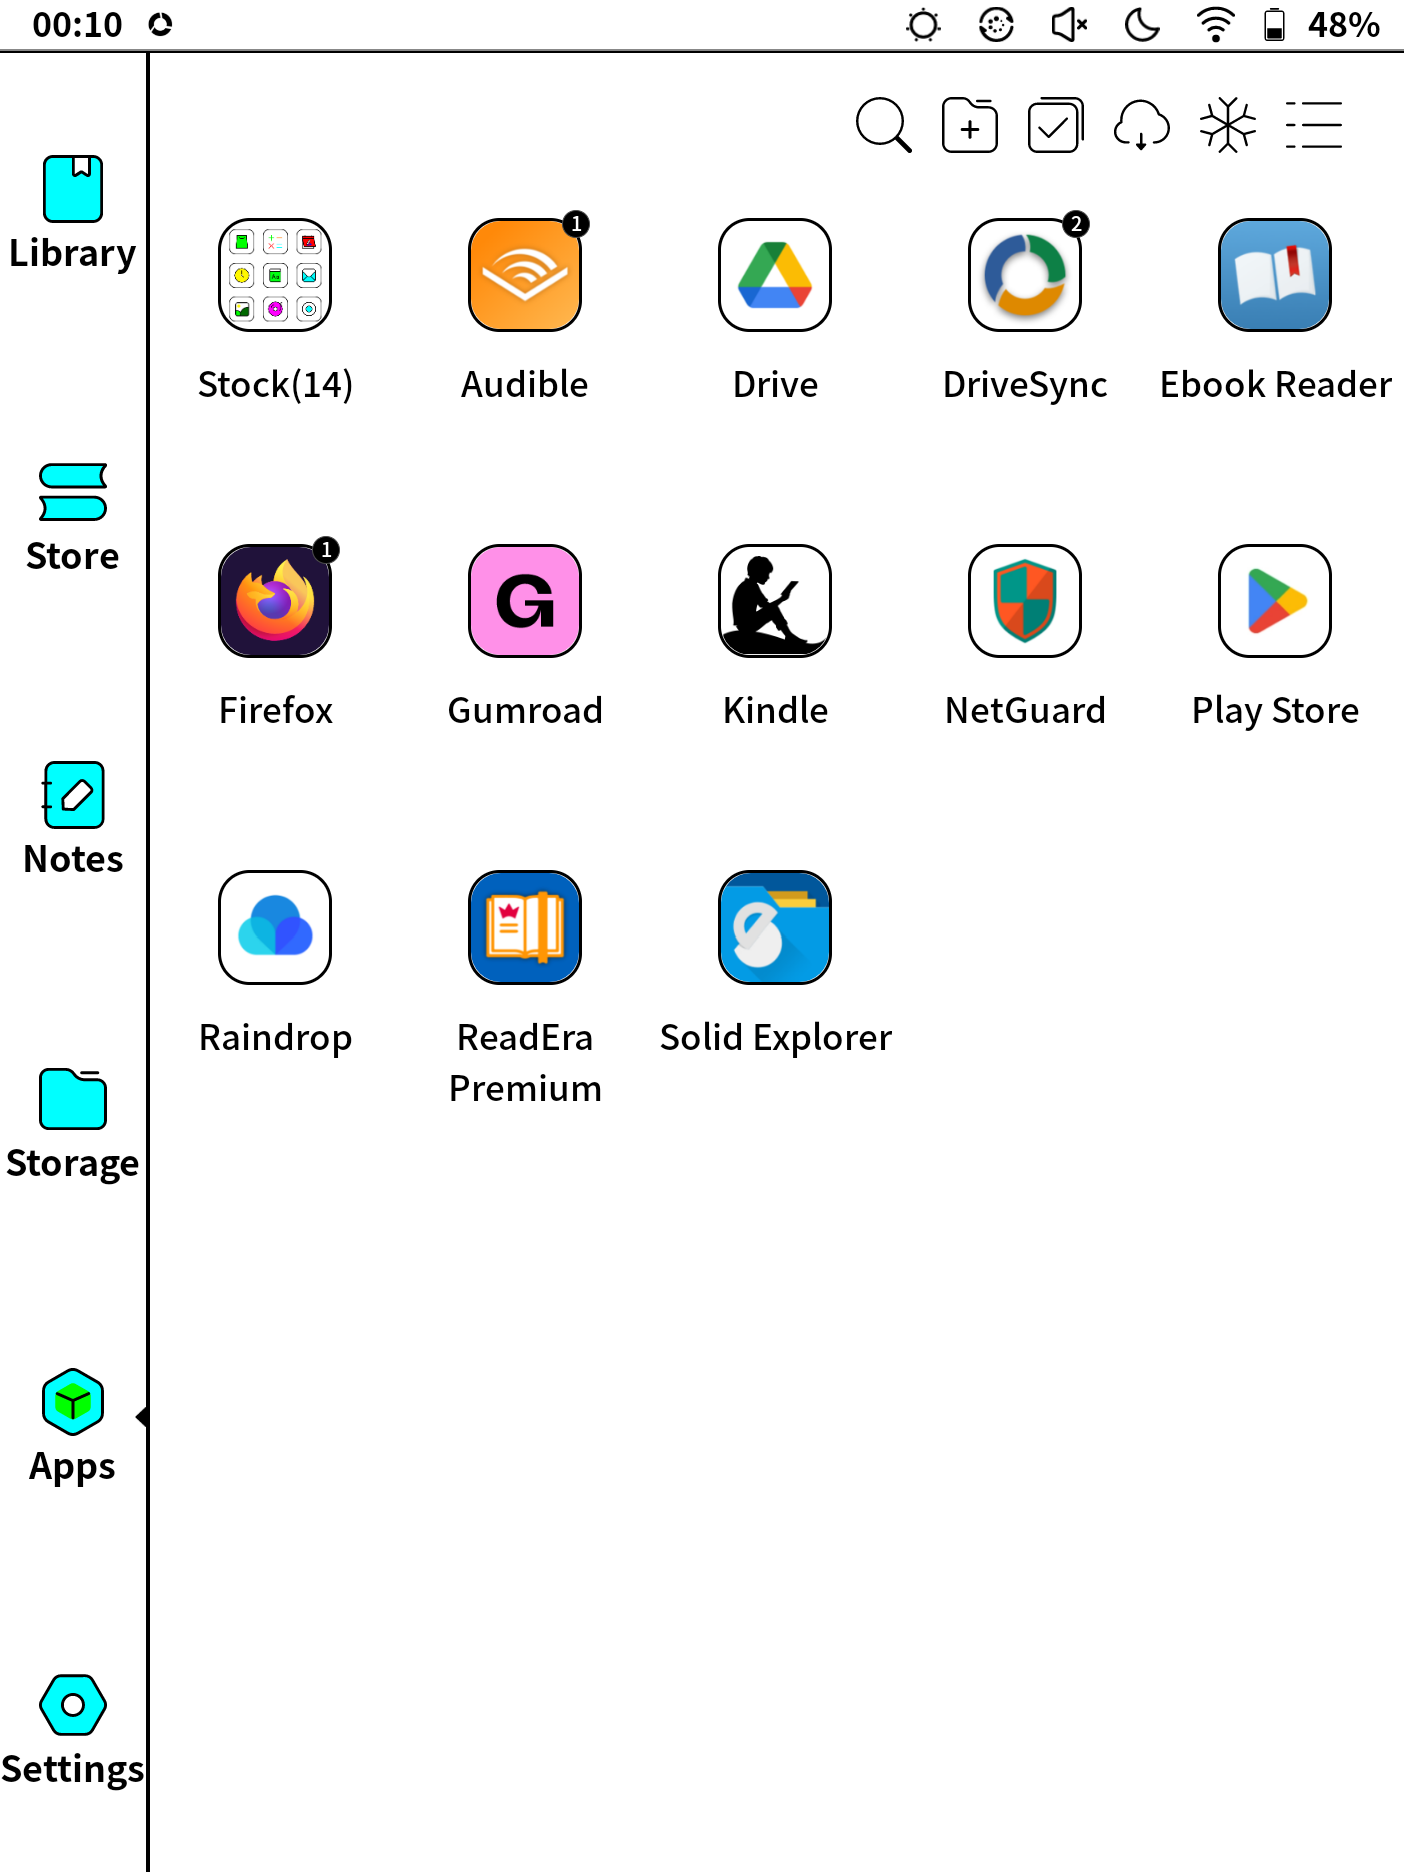 00:10
48%
Library
Stock(14)
1
Audible
Drive
2
DriveSync
Ebook Reader
Store
1
Firefox
G
Gumroad
Kindle
NetGuard
Play Store
Notes
Raindrop
ReadEra
Premium
Solid Explorer
Storage
Apps
Settings